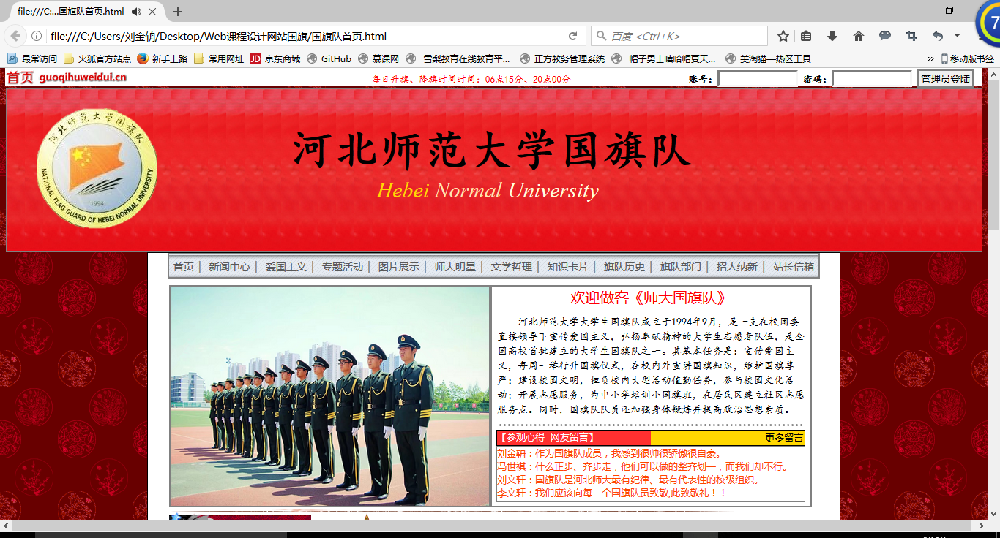 file:///C:...国旗队首页.html
file:///C:/Users/刘金锎/Desktop/Web课程设计网站国旗/国旗队首页.html
百度 <Ctrl+K>
最常访问 火狐官方站点 新手上路 常用网址 JD 京东商城 GitHub 慕课网 雪梨教育在线教育平... 正方教务管理系统 帽子男士嘻哈帽夏天... 美淘猫—热区工具 » 移动版书签
首页 guoqihuweidui.cn 每日升旗、降旗时间时间：06点15分、20点00分 账号： 密码： 管理员登陆
河北师范大学国旗队
NATIONAL FLAG GUARD OF HEBEI NORMAL UNIVERSITY
1994
河北师范大学国旗队
Hebei Normal University
首页 | 新闻中心 | 爱国主义 | 专题活动 | 图片展示 | 师大明星 | 文学哲理 | 知识卡片 | 旗队历史 | 旗队部门 | 招人纳新 | 站长信箱
欢迎做客《师大国旗队》
河北师范大学大学生国旗队成立于1994年9月，是一支在校团委
直接领导下宣传爱国主义，弘扬奉献精神的大学生志愿者队伍，是全
国高校首批建立的大学生国旗队之一。其基本任务是：宣传爱国主
义，每周一举行升国旗仪式，在校内外宣讲国旗知识，维护国旗尊
严；建设校园文明，担负校内大型活动值勤任务，参与校园文化活
动；开展志愿服务，为中小学培训小国旗班，在居民区建立社区志愿
服务点。同时，国旗队队员还加强身体锻炼并提高政治思想素质。
【参观心得 网友留言】 更多留言
刘金锎：作为国旗队成员，我感到很帅很骄傲很自豪。
冯世祺：什么正步、齐步走，他们可以做的整齐划一，而我们却不行。
刘文轩：国旗队是河北师大最有纪律、最有代表性的校级组织。
李文轩：我们应该向每一个国旗队员致敬,此致敬礼！！
7